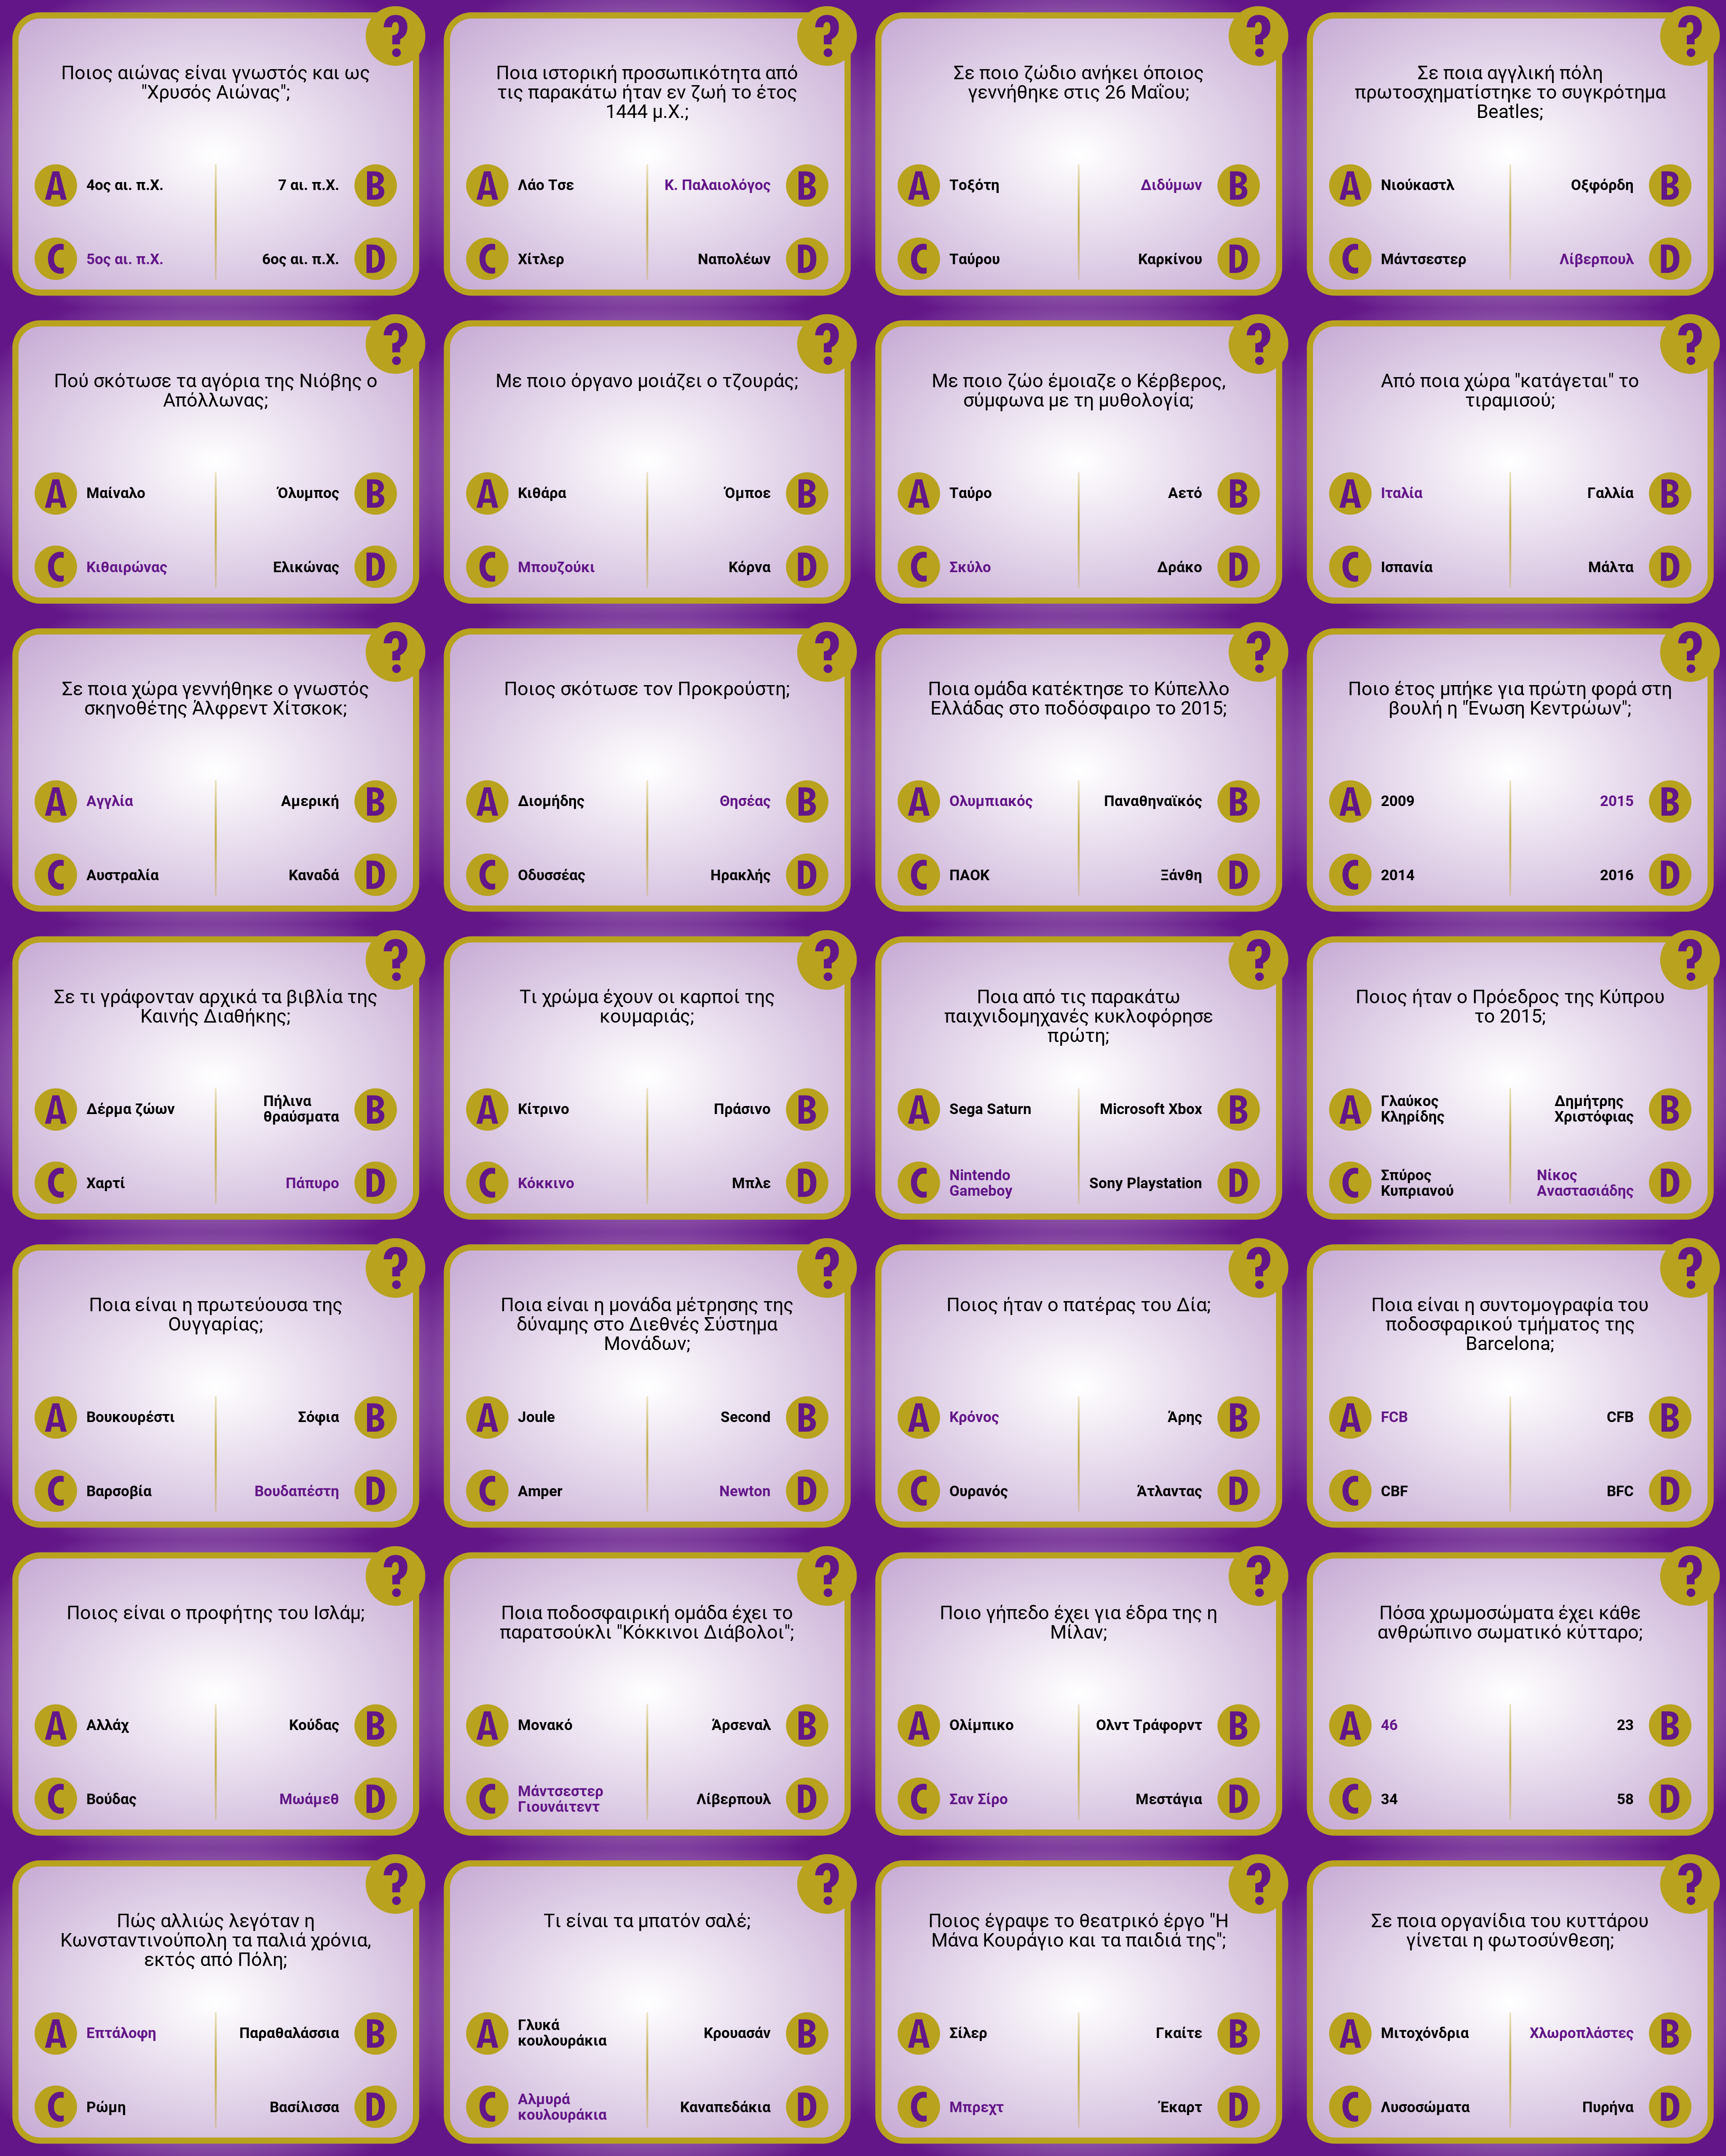 ?
Ποιος αιώνας είναι γνωστός και ως
"Χρυσός Αιώνας";
A 4ος αι. π.Χ.
7 αι. π.Χ. B
C 5ος αι. π.Χ.
6ος αι. π.Χ. D
?
Ποια ιστορική προσωπικότητα από
τις παρακάτω ήταν εν ζωή το έτος
1444 μ.Χ.;
A Λάο Τσε
Κ. Παλαιολόγος B
C Χίτλερ
Ναπολέων D
?
Σε ποιο ζώδιο ανήκει όποιος
γεννήθηκε στις 26 Μαΐου;
A Τοξότη
Διδύμων B
C Ταύρου
Καρκίνου D
?
Σε ποια αγγλική πόλη
πρωτοσχηματίστηκε το συγκρότημα
Beatles;
A Νιούκαστλ
Οξφόρδη B
C Μάντσεστερ
Λίβερπουλ D
?
Πού σκότωσε τα αγόρια της Νιόβης ο
Απόλλωνας;
A Μαίναλο
Όλυμπος B
C Κιθαιρώνας
Ελικώνας D
?
Με ποιο όργανο μοιάζει ο τζουράς;
A Κιθάρα
Όμποε B
C Μπουζούκι
Κόρνα D
?
Με ποιο ζώο έμοιαζε ο Κέρβερος,
σύμφωνα με τη μυθολογία;
A Ταύρο
Αετό B
C Σκύλο
Δράκο D
?
Από ποια χώρα "κατάγεται" το
τιραμισού;
A Ιταλία
Γαλλία B
C Ισπανία
Μάλτα D
?
Σε ποια χώρα γεννήθηκε ο γνωστός
σκηνοθέτης Άλφρεντ Χίτσκοκ;
A Αγγλία
Αμερική B
C Αυστραλία
Καναδά D
?
Ποιος σκότωσε τον Προκρούστη;
A Διομήδης
Θησέας B
C Οδυσσέας
Ηρακλής D
?
Ποια ομάδα κατέκτησε το Κύπελλο
Ελλάδας στο ποδόσφαιρο το 2015;
A Ολυμπιακός
Παναθηναϊκός B
C ΠΑΟΚ
Ξάνθη D
?
Ποιο έτος μπήκε για πρώτη φορά στη
βουλή η "Ένωση Κεντρώων";
A 2009
2015 B
C 2014
2016 D
?
Σε τι γράφονταν αρχικά τα βιβλία της
Καινής Διαθήκης;
A Δέρμα ζώων
Πήλινα
θραύσματα B
C Χαρτί
Πάπυρο D
?
Τι χρώμα έχουν οι καρποί της
κουμαριάς;
A Κίτρινο
Πράσινο B
C Κόκκινο
Μπλε D
?
Ποια από τις παρακάτω
παιχνιδομηχανές κυκλοφόρησε
πρώτη;
A Sega Saturn
Microsoft Xbox B
C Nintendo
Gameboy
Sony Playstation D
?
Ποιος ήταν ο Πρόεδρος της Κύπρου
το 2015;
A Γλαύκος
Κληρίδης
Δημήτρης
Χριστόφιας B
C Σπύρος
Κυπριανού
Νίκος
Αναστασιάδης D
?
Ποια είναι η πρωτεύουσα της
Ουγγαρίας;
A Βουκουρέστι
Σόφια B
C Βαρσοβία
Βουδαπέστη D
?
Ποια είναι η μονάδα μέτρησης της
δύναμης στο Διεθνές Σύστημα
Μονάδων;
A Joule
Second B
C Amper
Newton D
?
Ποιος ήταν ο πατέρας του Δία;
A Κρόνος
Άρης B
C Ουρανός
Άτλαντας D
?
Ποια είναι η συντομογραφία του
ποδοσφαρικού τμήματος της
Barcelona;
A FCB
CFB B
C CBF
BFC D
?
Ποιος είναι ο προφήτης του Ισλάμ;
A Αλλάχ
Κούδας B
C Βούδας
Μωάμεθ D
?
Ποια ποδοσφαιρική ομάδα έχει το
παρατσούκλι "Κόκκινοι Διάβολοι";
A Μονακό
Άρσεναλ B
C Μάντσεστερ
Γιουνάιτεντ
Λίβερπουλ D
?
Ποιο γήπεδο έχει για έδρα της η
Μίλαν;
A Ολίμπικο
Ολντ Τράφορντ B
C Σαν Σίρο
Μεστάγια D
?
Πόσα χρωμοσώματα έχει κάθε
ανθρώπινο σωματικό κύτταρο;
A 46
23 B
C 34
58 D
?
Πώς αλλιώς λεγόταν η
Κωνσταντινούπολη τα παλιά χρόνια,
εκτός από Πόλη;
A Επτάλοφη
Παραθαλάσσια B
C Ρώμη
Βασίλισσα D
?
Τι είναι τα μπατόν σαλέ;
A Γλυκά
κουλουράκια
Κρουασάν B
C Αλμυρά
κουλουράκια
Καναπεδάκια D
?
Ποιος έγραψε το θεατρικό έργο "Η
Μάνα Κουράγιο και τα παιδιά της";
A Σίλερ
Γκαίτε B
C Μπρεχτ
Έκαρτ D
?
Σε ποια οργανίδια του κυττάρου
γίνεται η φωτοσύνθεση;
A Μιτοχόνδρια
Χλωροπλάστες B
C Λυσοσώματα
Πυρήνα D